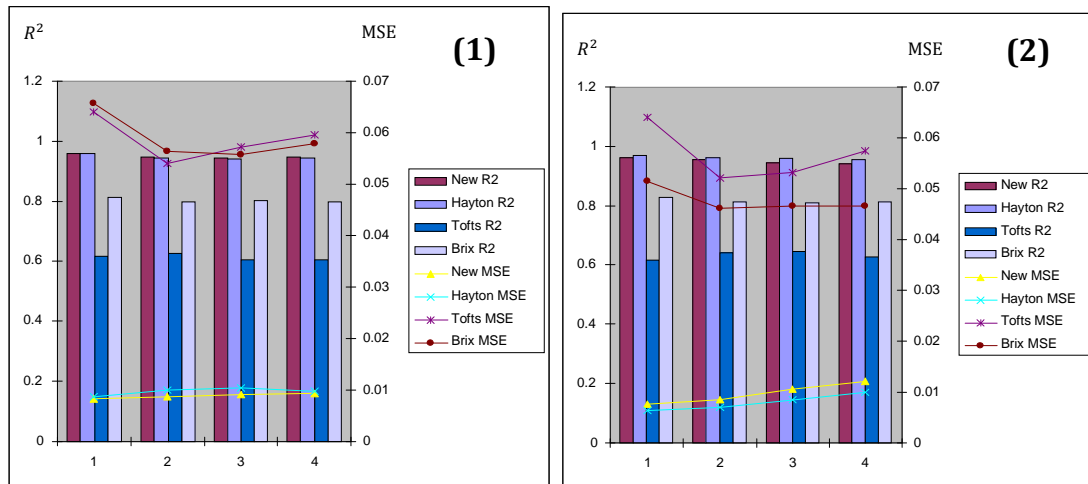 R²
MSE
(1)
1.2
1
0.8
0.6
0.4
0.2
0
0.07
0.06
0.05
0.04
0.03
0.02
0.01
0
1 2 3 4
New R2
Hayton R2
Tofts R2
Brix R2
New MSE
Hayton MSE
Tofts MSE
Brix MSE
R²
MSE
(2)
1.2
1
0.8
0.6
0.4
0.2
0
0.07
0.06
0.05
0.04
0.03
0.02
0.01
0
1 2 3 4
New R2
Hayton R2
Tofts R2
Brix R2
New MSE
Hayton MSE
Tofts MSE
Brix MSE